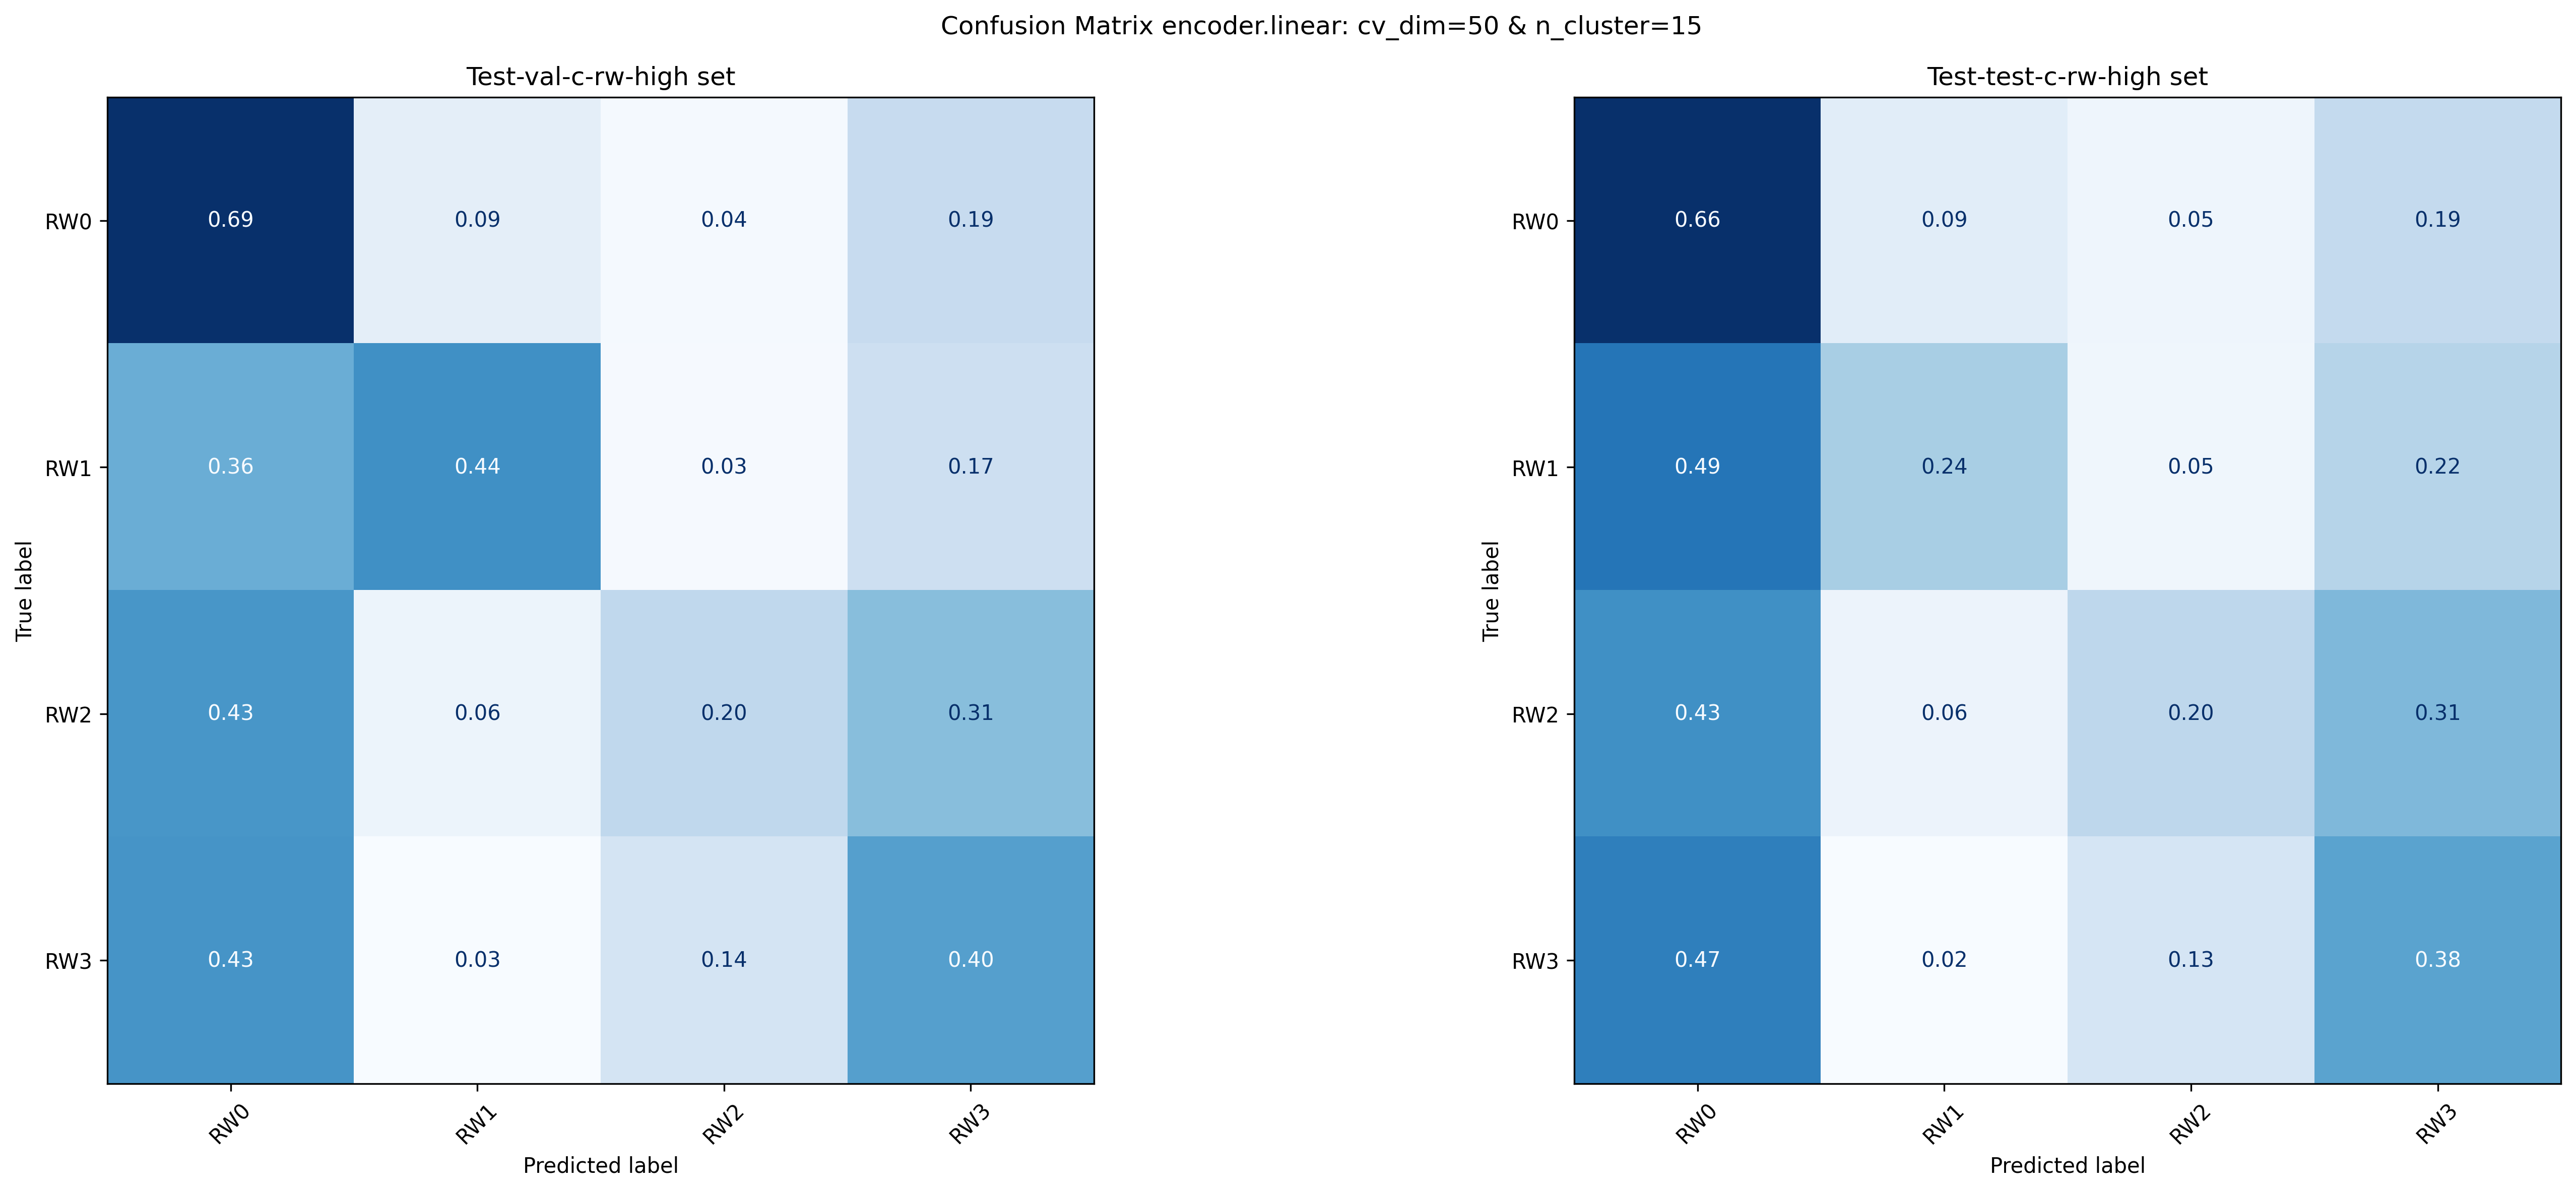 Confusion Matrix encoder.linear: cv_dim=50 & n_cluster=15
Test-val-c-rw-high set
True label
RW0
0.69 0.09 0.04 0.19
RW1
0.36 0.44 0.03 0.17
RW2
0.43 0.06 0.20 0.31
RW3
0.43 0.03 0.14 0.40
RW0 RW1 RW2 RW3
Predicted label
Test-test-c-rw-high set
True label
RW0
0.66 0.09 0.05 0.19
RW1
0.49 0.24 0.05 0.22
RW2
0.43 0.06 0.20 0.31
RW3
0.47 0.02 0.13 0.38
RW0 RW1 RW2 RW3
Predicted label